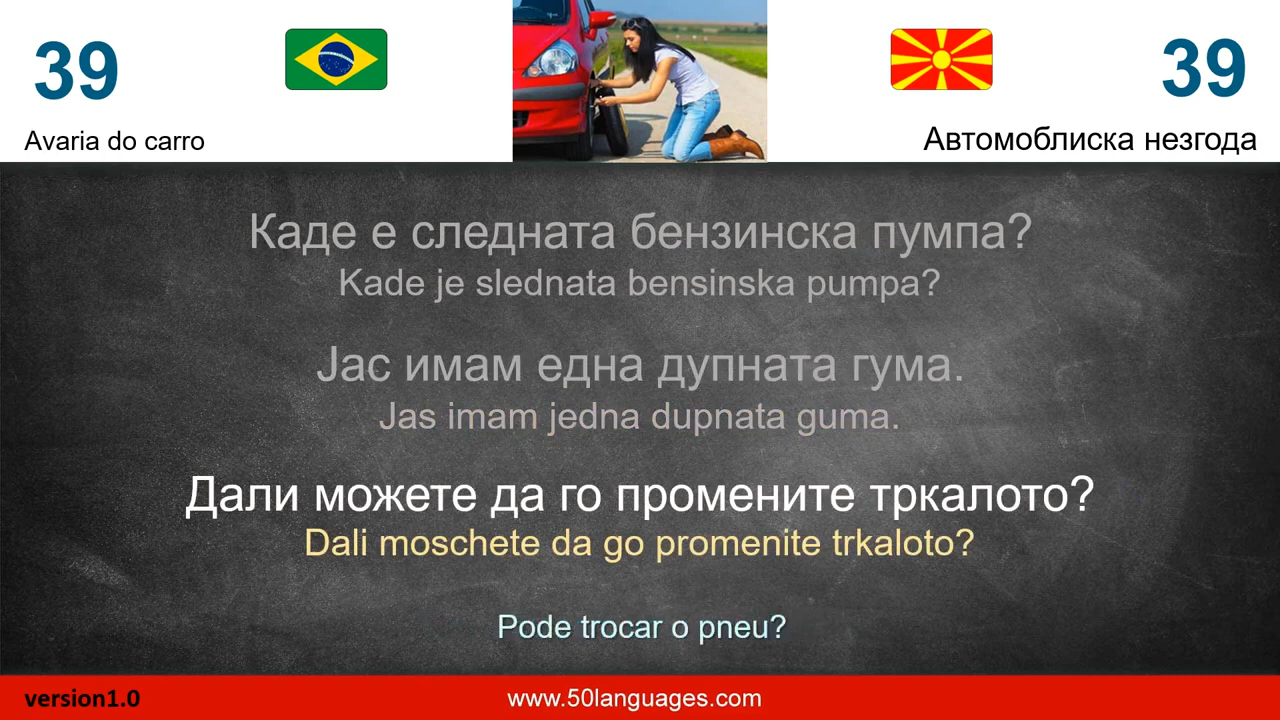 39
39
Avaria do carro
Автомоблиска незгода
Каде е следната бензинска пумпа?
Kade je slednata bensinska pumpa?
Јас имам една дупната гума.
Jas imam jedna dupnata guma.
Дали можете да го промените тркалото?
Dali moschete da go promenite trkaloto?
Pode trocar o pneu?
version1.0
www.50languages.com